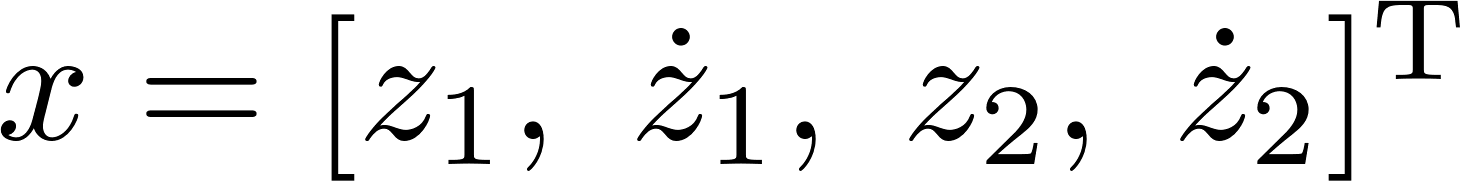 x = [z₁, ż₁, z₂, ż₂]ᵀ